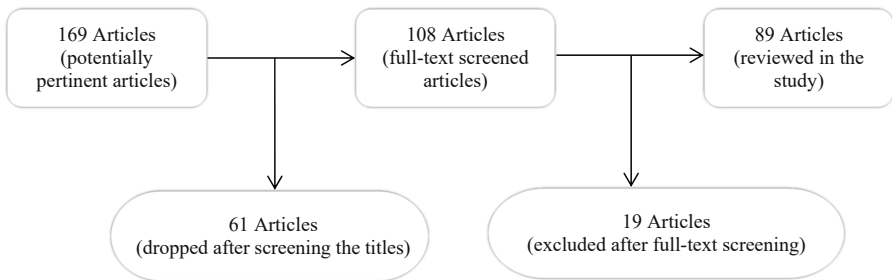 169 Articles
(potentially
pertinent articles)
108 Articles
(full-text screened
articles)
89 Articles
(reviewed in the
study)
61 Articles
(dropped after screening the titles)
19 Articles
(excluded after full-text screening)